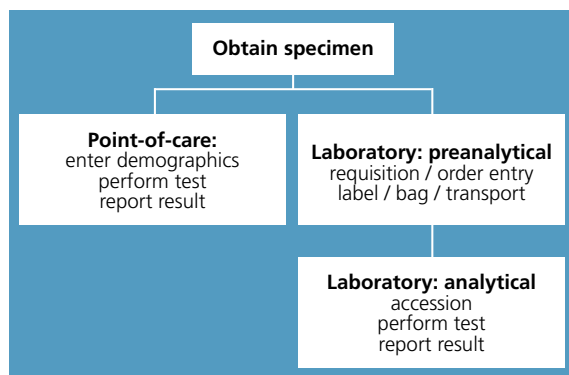 Obtain specimen
Point-of-care:
enter demographics
perform test
report result
Laboratory: preanalytical
requisition / order entry
label / bag / transport
Laboratory: analytical
accession
perform test
report result